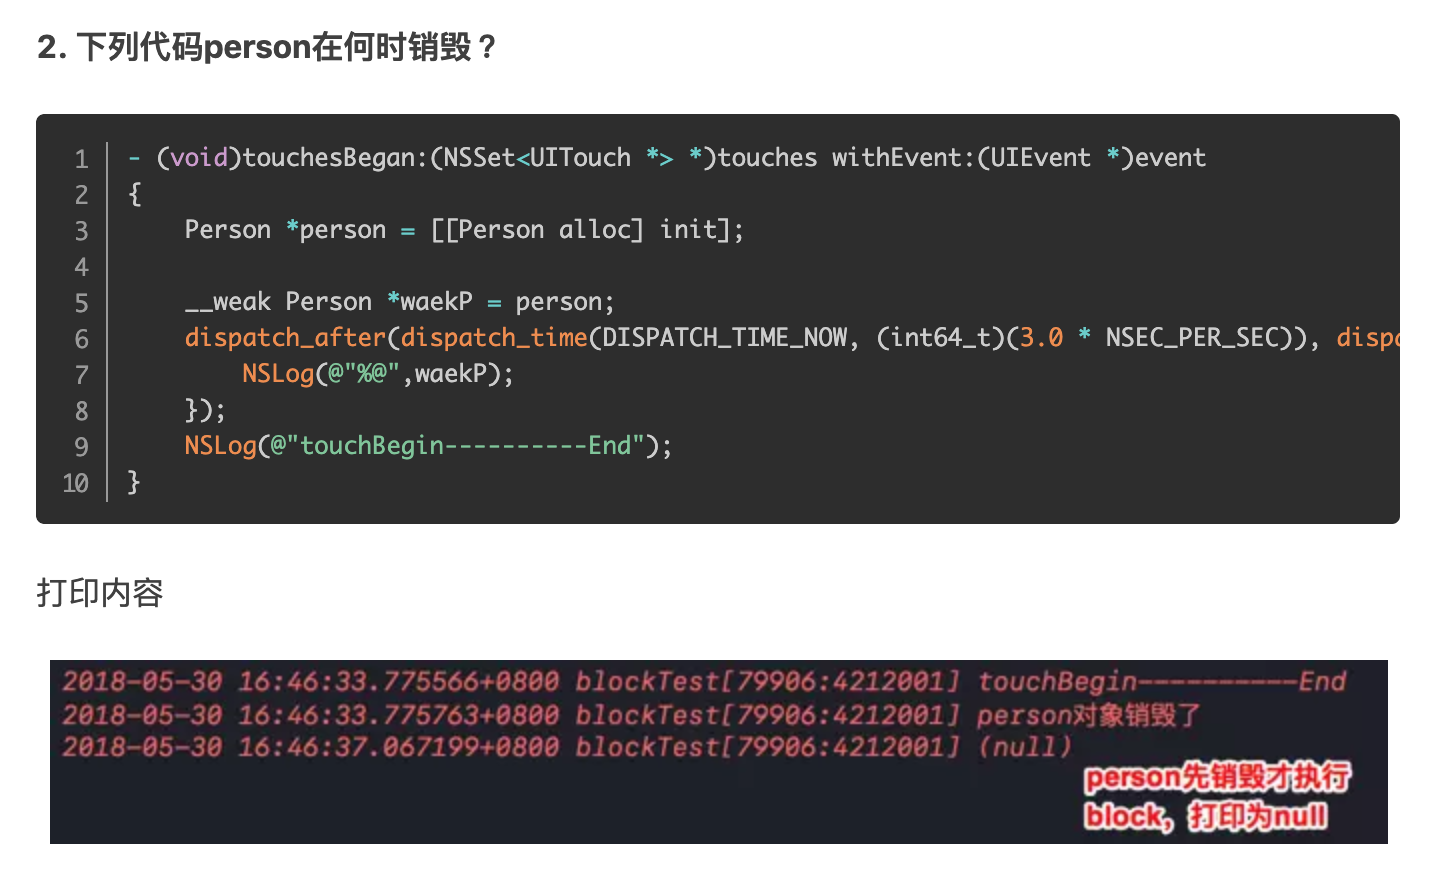 2. 下列代码person在何时销毁？
1 - (void)touchesBegan:(NSSet<UITouch *> *)touches withEvent:(UIEvent *)event
2 {
3     Person *person = [[Person alloc] init];
4
5     __weak Person *waekP = person;
6     dispatch_after(dispatch_time(DISPATCH_TIME_NOW, (int64_t)(3.0 * NSEC_PER_SEC)), disp
7         NSLog(@"%@",waekP);
8     });
9     NSLog(@"touchBegin----------End");
10 }
打印内容
2018-05-30 16:46:33.775566+0800 blockTest[79906:4212001] touchBegin----------End
2018-05-30 16:46:33.775763+0800 blockTest[79906:4212001] person对象销毁了
2018-05-30 16:46:37.067199+0800 blockTest[79906:4212001] (null)
person先销毁才执行
block，打印为null